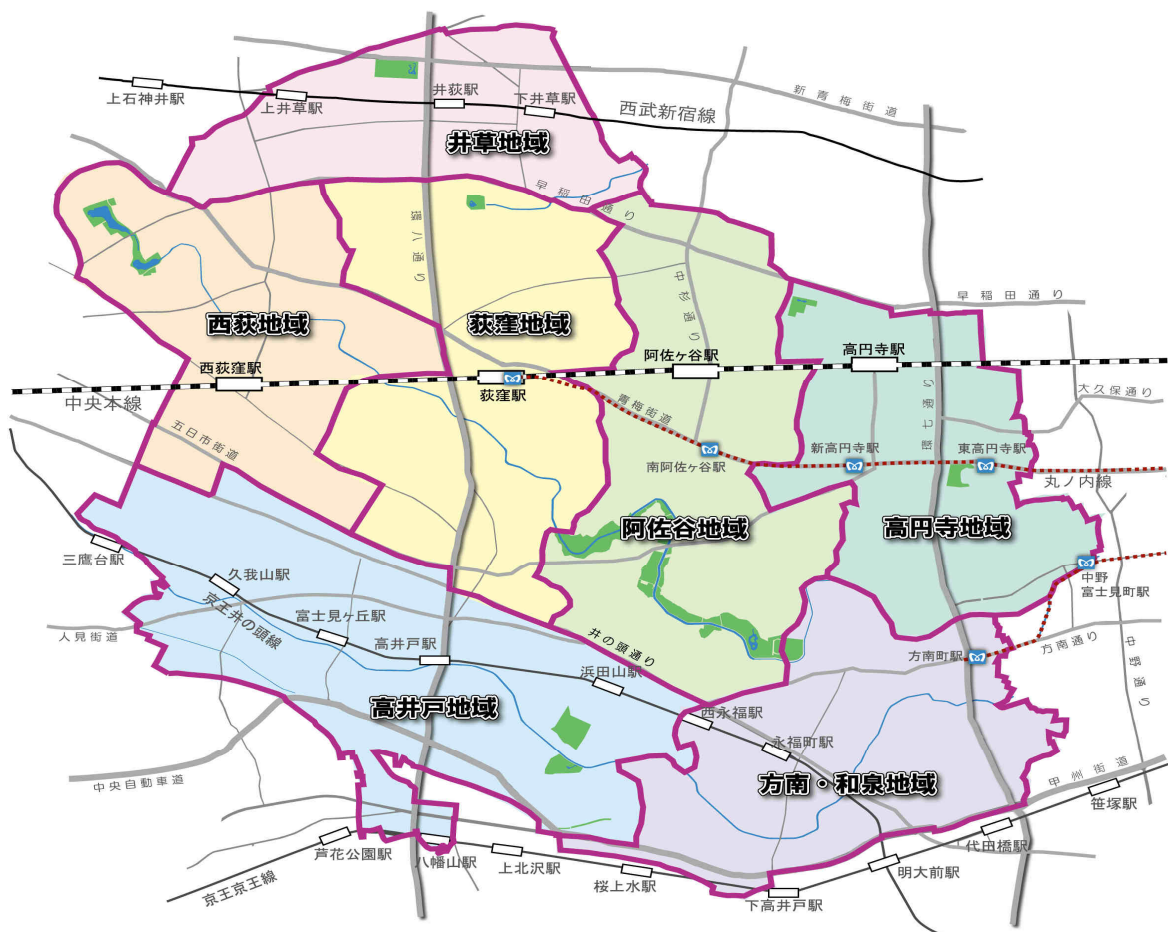 新青梅街道
上石神井駅
上井草駅
井荻駅
下井草駅
西武新宿線
井草地域
早稲田通り
環八通り
中杉通り
早稲田通り
西荻地域
荻窪地域
阿佐ヶ谷駅
高円寺駅
西荻窪駅
荻窪駅
中央本線
青梅街道
環七通り
大久保通り
五日市街道
南阿佐ヶ谷駅
新高円寺駅
東高円寺駅
丸ノ内線
阿佐谷地域
高円寺地域
三鷹台駅
久我山駅
中野
富士見町駅
京王井の頭線
富士見ヶ丘駅
人見街道
高井戸駅
井の頭通り
方南町駅
方南通り
中野通り
浜田山駅
高井戸地域
西永福駅
永福町駅
中央自動車道
方南・和泉地域
甲州街道
笹塚駅
芦花公園駅
八幡山駅
上北沢駅
代田橋駅
桜上水駅
明大前駅
京王京王線
下高井戸駅